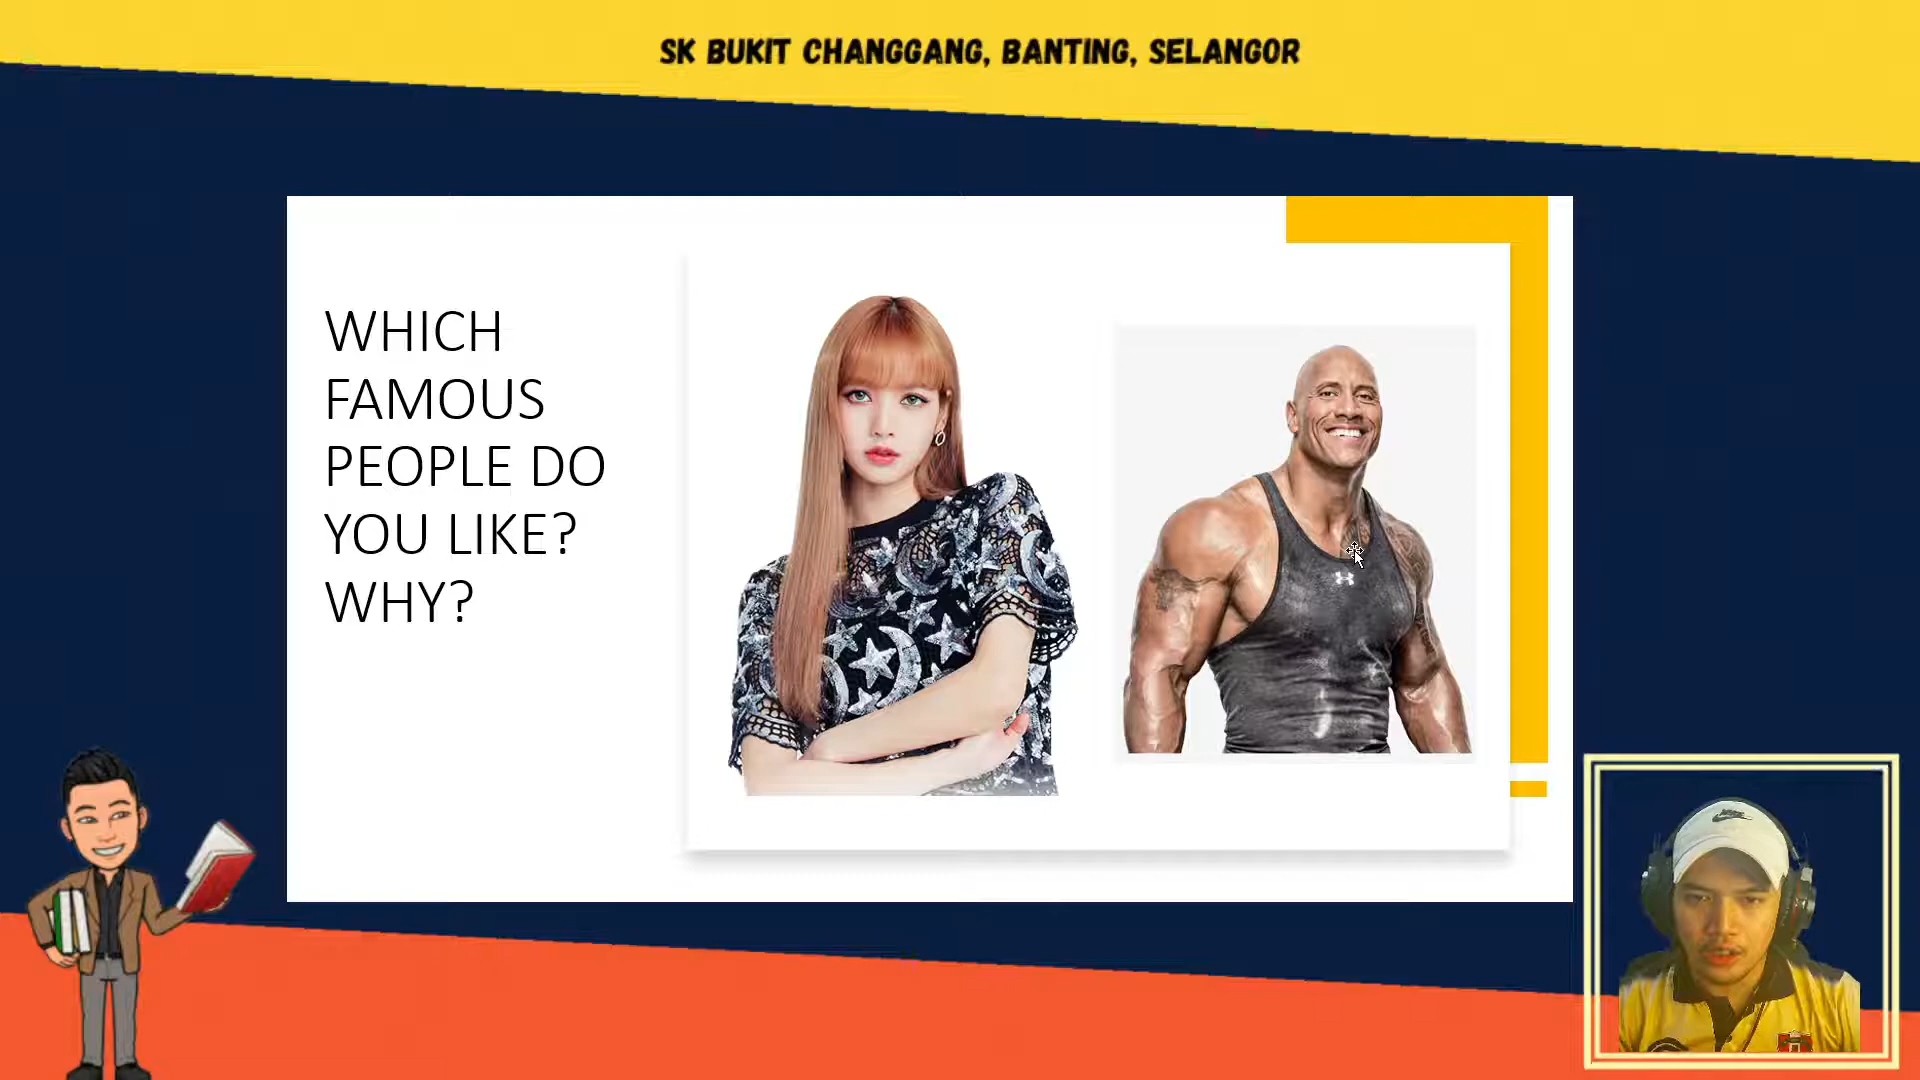 SK BUKIT CHANGGANG, BANTING, SELANGOR
WHICH
FAMOUS
PEOPLE DO
YOU LIKE?
WHY?